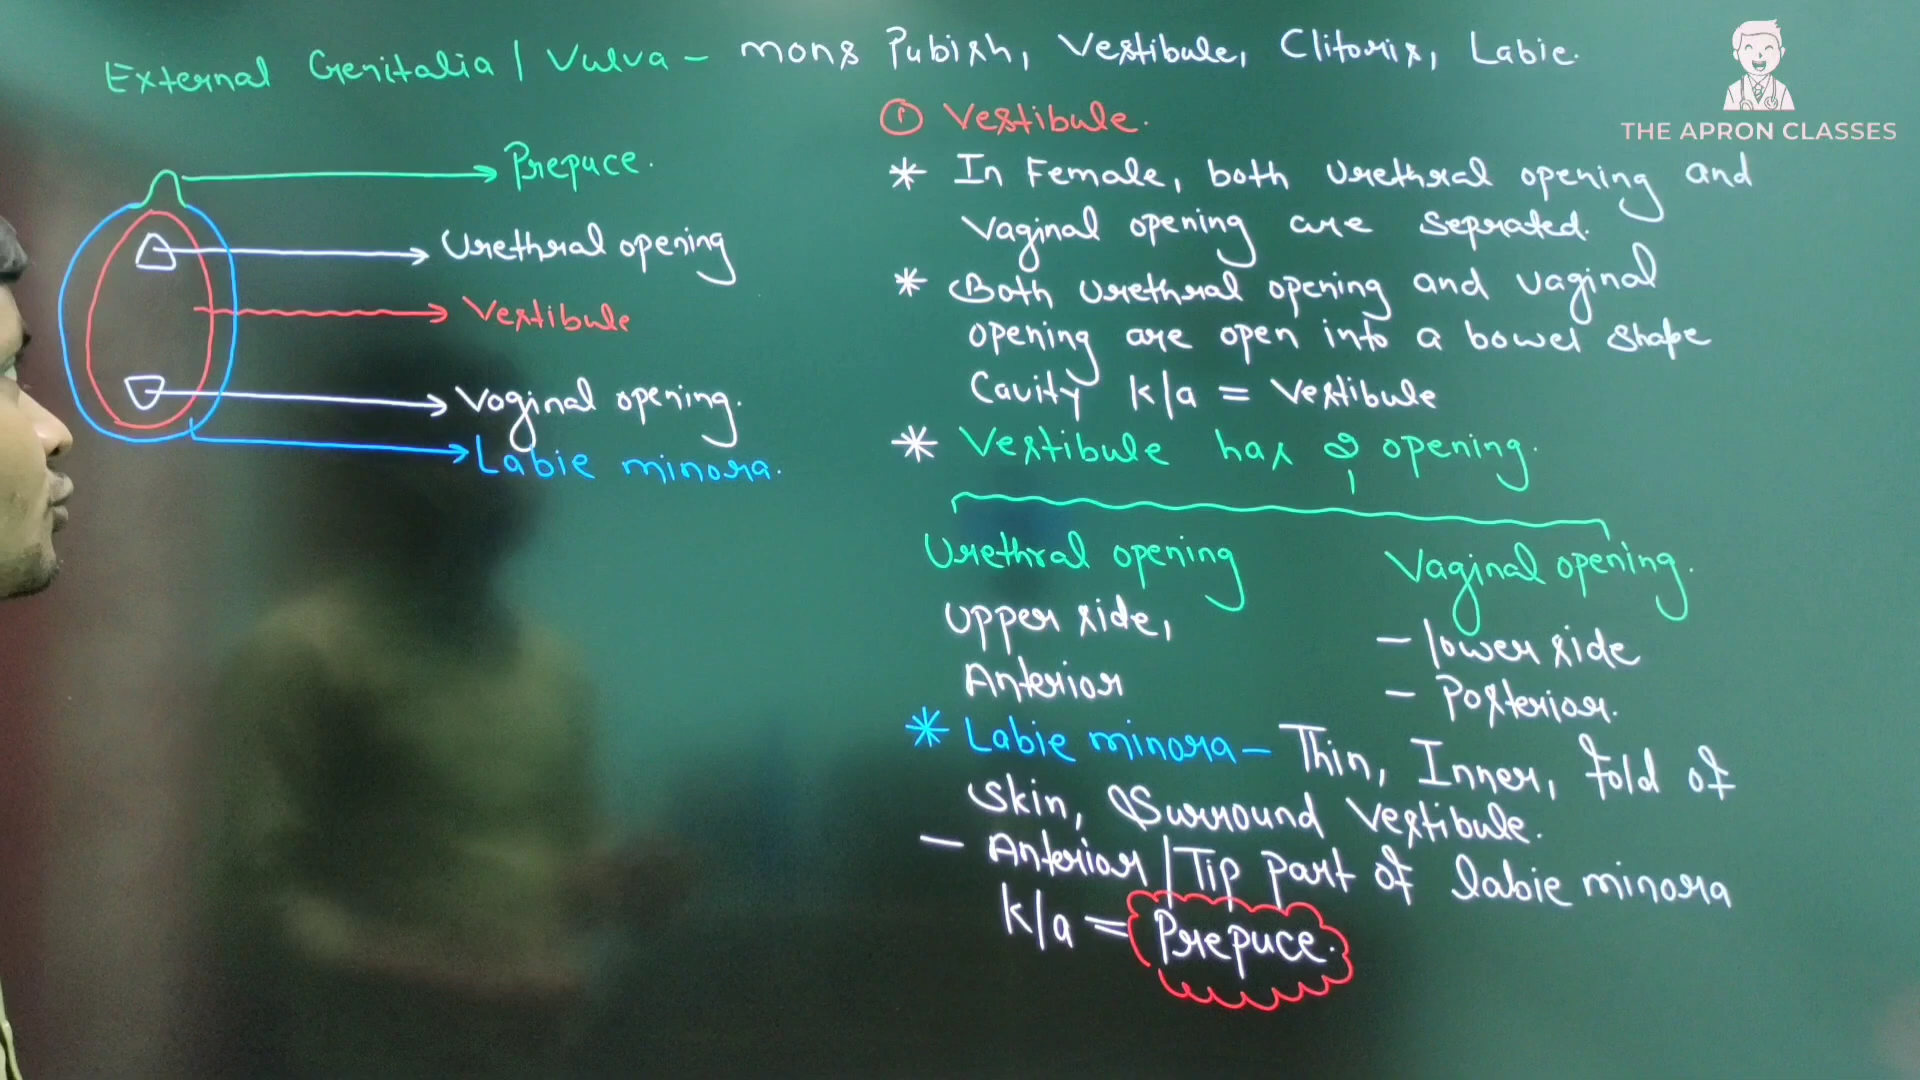 External Genitalia / Vulva - mons Pubish, Vestibule, Clitoris, Labie.
THE APRON CLASSES
Prepuce.
Urethral opening
Vestibule
Vaginal opening.
Labie minora.
① Vestibule.
* In Female, both Urethral opening and
Vaginal opening are seprated.
* Both urethral opening and vaginal
opening are open into a bowel shape
Cavity k/a = Vestibule
* Vestibule has 2 opening.
Urethral opening
Vaginal opening.
Upper side,
- lower side
Anterior
- Posterior.
* Labie minora - Thin, Inner, fold of
Skin, Surround Vestibule.
- Anterior / Tip part of labie minora
k/a = Prepuce.